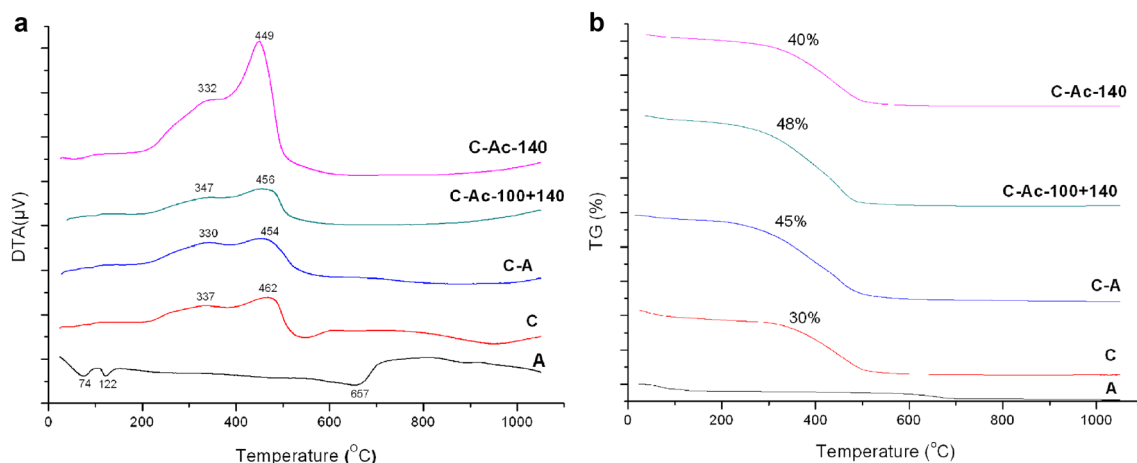 a
449
332
C-Ac-140
347 456
C-Ac-100+140
330 454
C-A
337 462
C
A
74 122 657
DTA(µV)
0 200 400 600 800 1000
Temperature (°C)
b
40%
C-Ac-140
48%
C-Ac-100+140
45%
C-A
30%
C
A
TG (%)
0 200 400 600 800 1000
Temperature (°C)